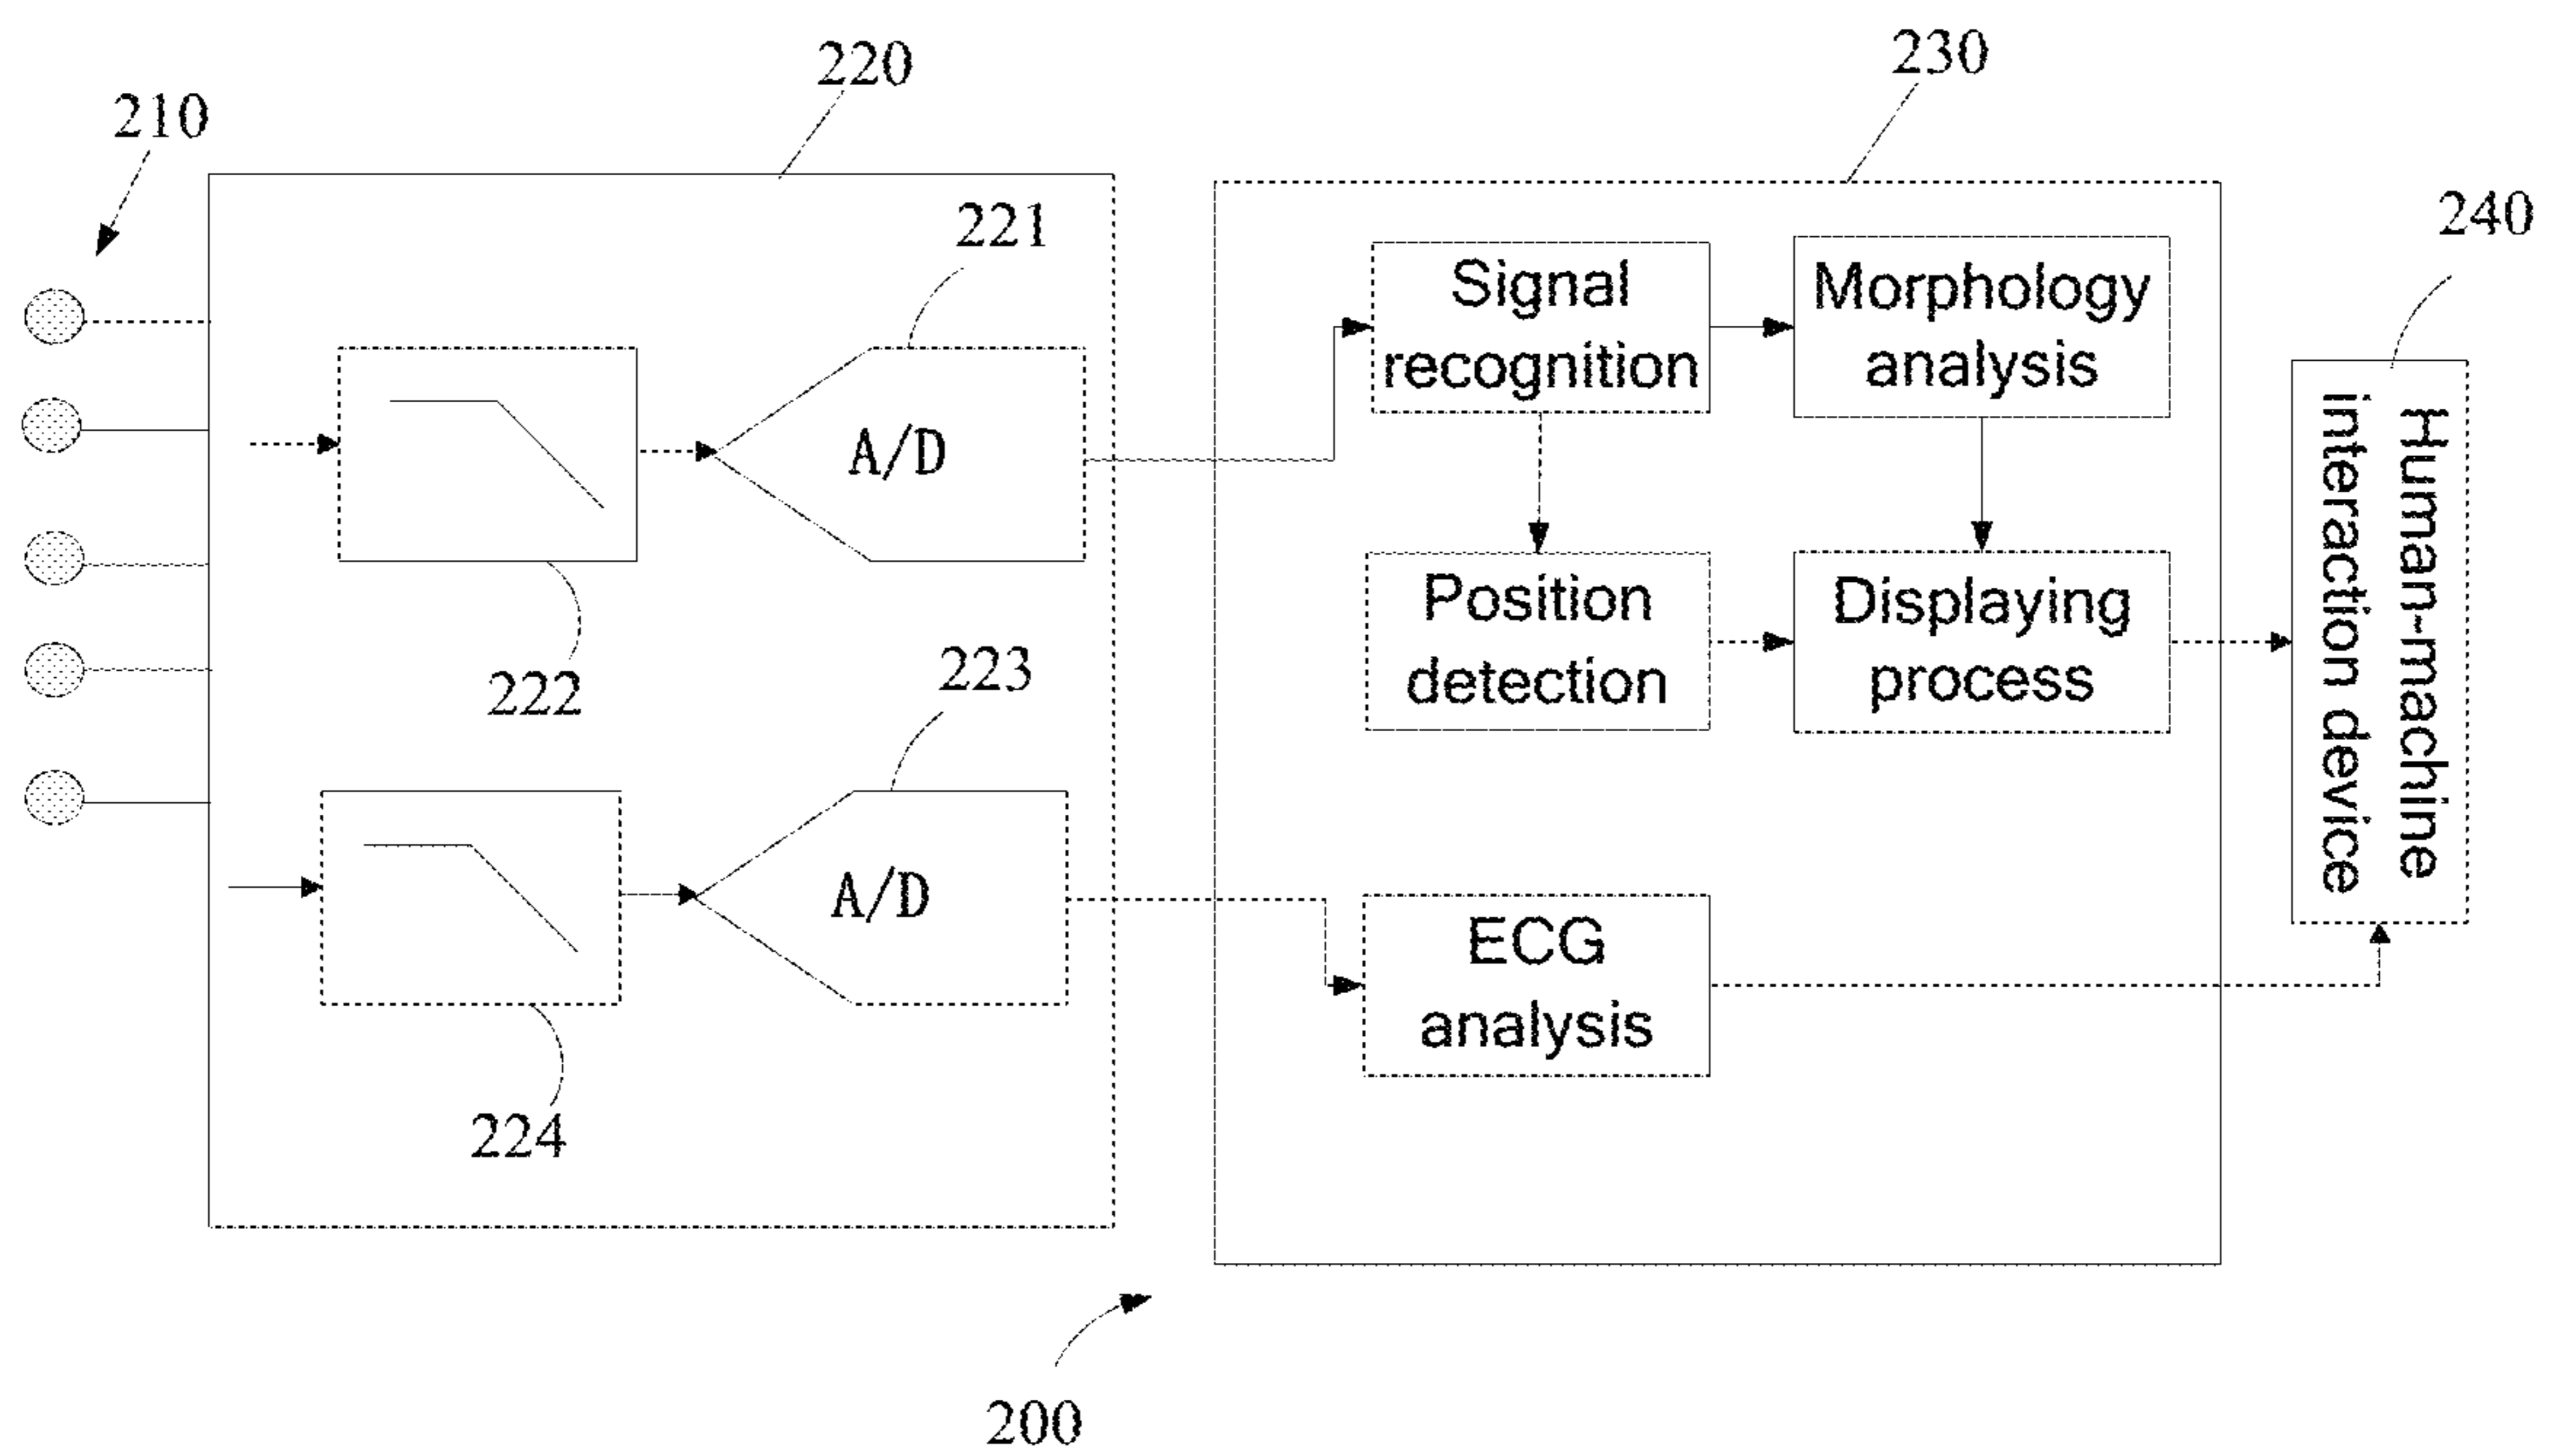 220
230
210
240
221
Signal
recognition
Morphology
analysis
A/D
Human-machine
interaction device
Position
detection
Displaying
process
222
223
A/D
ECG
analysis
224
200